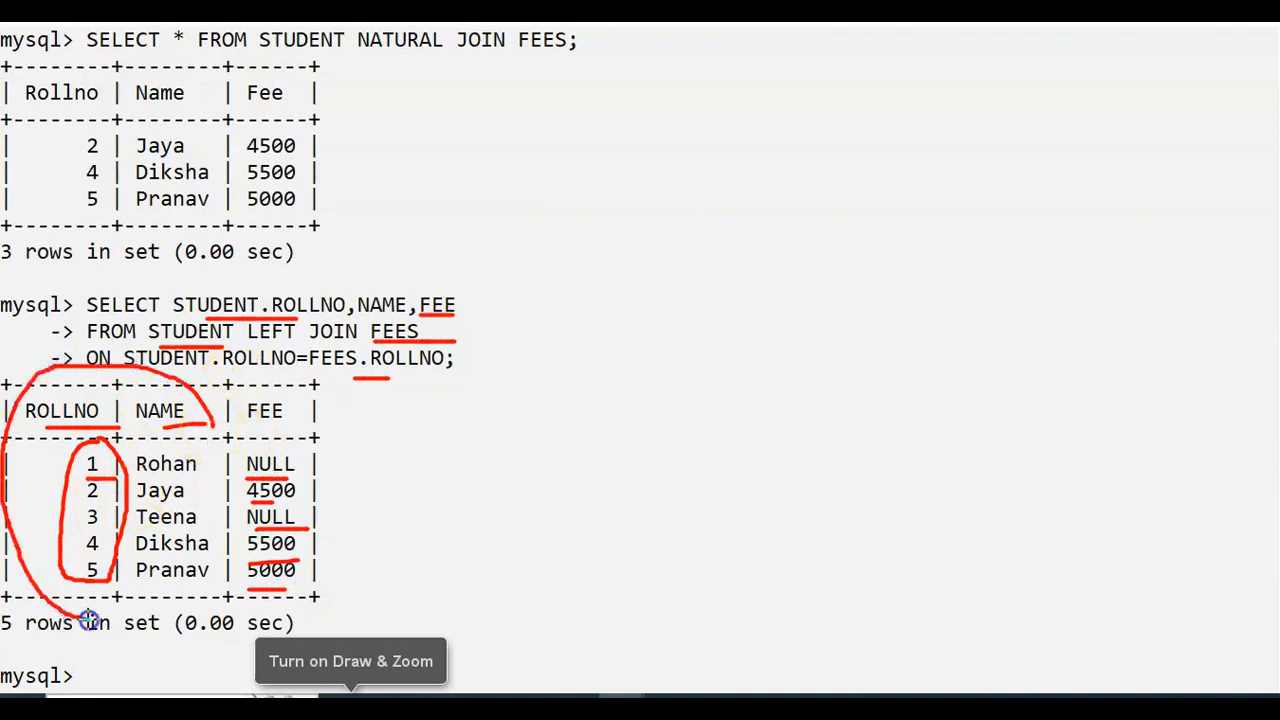 mysql> SELECT * FROM STUDENT NATURAL JOIN FEES;
+--------+--------+------+
| Rollno | Name   | Fee  |
+--------+--------+------+
|      2 | Jaya   | 4500 |
|      4 | Diksha | 5500 |
|      5 | Pranav | 5000 |
+--------+--------+------+
3 rows in set (0.00 sec)
mysql> SELECT STUDENT.ROLLNO,NAME,FEE
    -> FROM STUDENT LEFT JOIN FEES
    -> ON STUDENT.ROLLNO=FEES.ROLLNO;
+--------+--------+------+
| ROLLNO | NAME   | FEE  |
+--------+--------+------+
|      1 | Rohan  | NULL |
|      2 | Jaya   | 4500 |
|      3 | Teena  | NULL |
|      4 | Diksha | 5500 |
|      5 | Pranav | 5000 |
+--------+--------+------+
5 rows in set (0.00 sec)
Turn on Draw & Zoom
mysql>